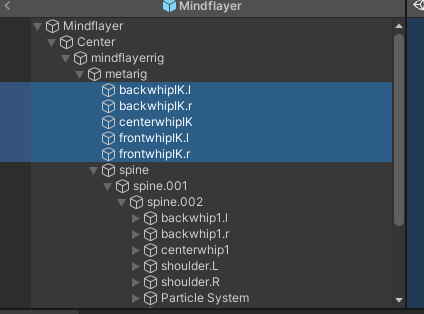 Mindflayer
Mindflayer
Center
mindflayerrig
metarig
backwhipIK.l
backwhipIK.r
centerwhipIK
frontwhipIK.l
frontwhipIK.r
spine
spine.001
spine.002
backwhip1.l
backwhip1.r
centerwhip1
shoulder.L
shoulder.R
Particle System